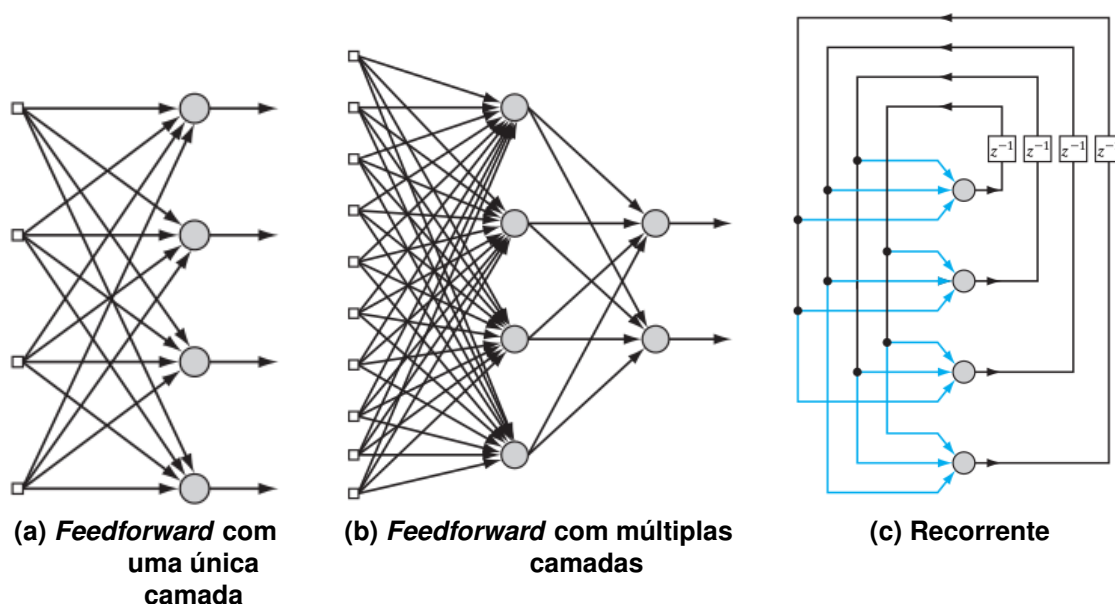 z⁻¹ z⁻¹ z⁻¹ z⁻
(a) Feedforward com
uma única
camada
(b) Feedforward com múltiplas
camadas
(c) Recorrente